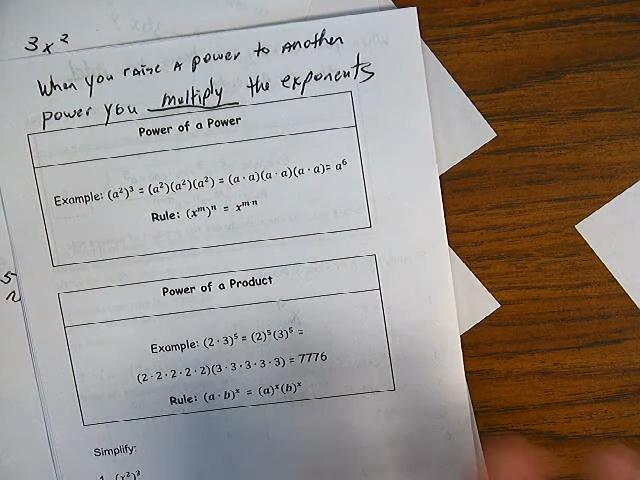 3x²
When you raise a power to another
power you multiply the exponents
Power of a Power
Example: (a²)³ = (a²)(a²)(a²) = (a · a)(a · a)(a · a)= a⁶
Rule: (xᵐ)ⁿ = xᵐ·ⁿ
Power of a Product
Example: (2 · 3)⁵ = (2)⁵(3)⁵ =
(2 · 2 · 2 · 2 · 2)(3 · 3 · 3 · 3 · 3) = 7776
Rule: (a · b)ˣ = (a)ˣ(b)ˣ
Simplify: